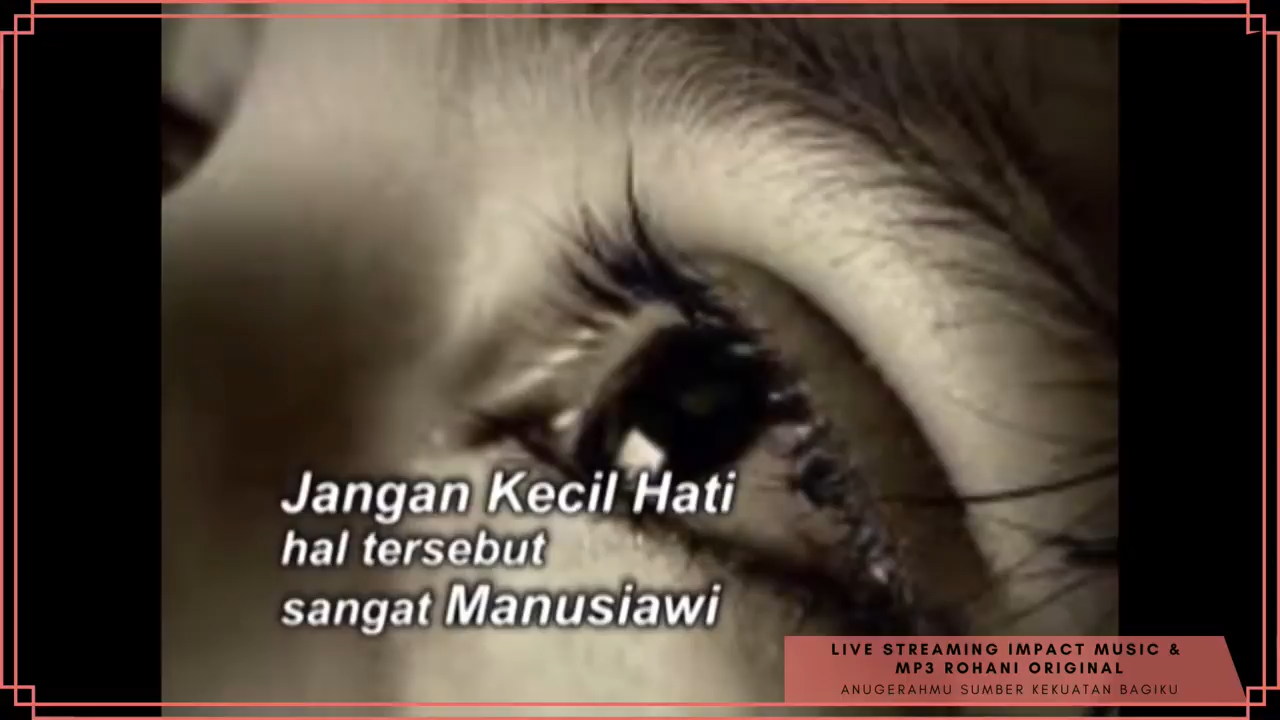 Jangan Kecil Hati
hal tersebut
sangat Manusiawi
LIVE STREAMING IMPACT MUSIC &
MP3 ROHANI ORIGINAL
ANUGERAHMU SUMBER KEKUATAN BAGIKU